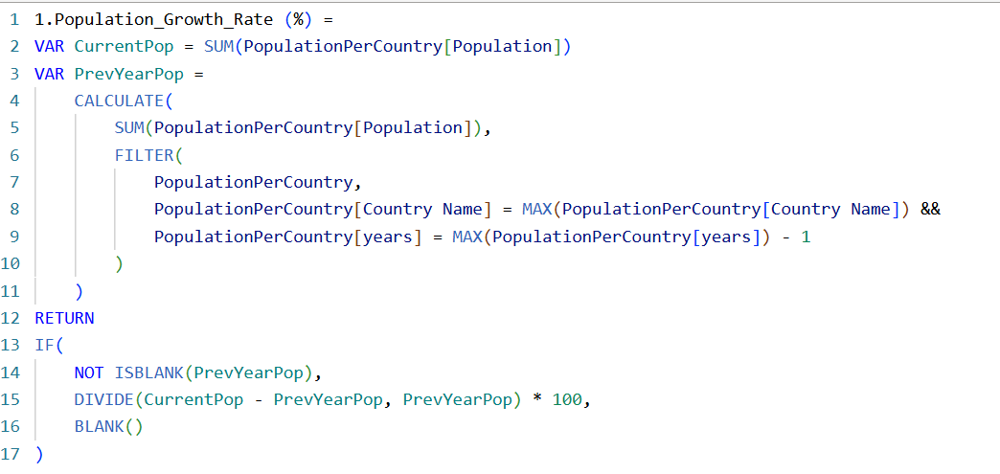 1 1.Population_Growth_Rate (%) =
2 VAR CurrentPop = SUM(PopulationPerCountry[Population])
3 VAR PrevYearPop =
4     CALCULATE(
5         SUM(PopulationPerCountry[Population]),
6         FILTER(
7             PopulationPerCountry,
8             PopulationPerCountry[Country Name] = MAX(PopulationPerCountry[Country Name]) &&
9             PopulationPerCountry[years] = MAX(PopulationPerCountry[years]) - 1
10         )
11     )
12 RETURN
13 IF(
14     NOT ISBLANK(PrevYearPop),
15     DIVIDE(CurrentPop - PrevYearPop, PrevYearPop) * 100,
16     BLANK()
17 )